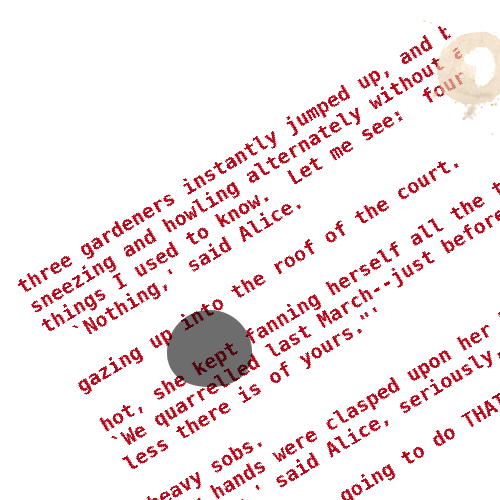 three gardeners instantly jumped up, and
sneezing and howling alternately without
things I used to know.  Let me see:  four
`Nothing,' said Alice.
gazing up into the roof of the court.
hot, she kept fanning herself all the
`We quarrelled last March--just before
less there is of yours."'
heavy sobs.
hands were clasped upon her
' said Alice, seriously,
going to do THAT